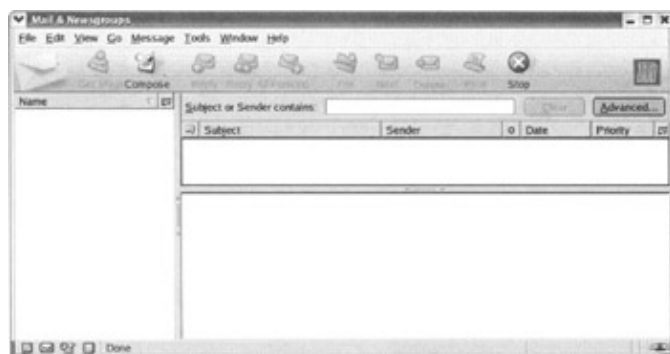 Mail & Newsgroups
File Edit View Go Message Tools Window Help
Compose Stop
Name
Subject or Sender contains:
Clear
Advanced...
Subject
Sender
Date
Priority
Done